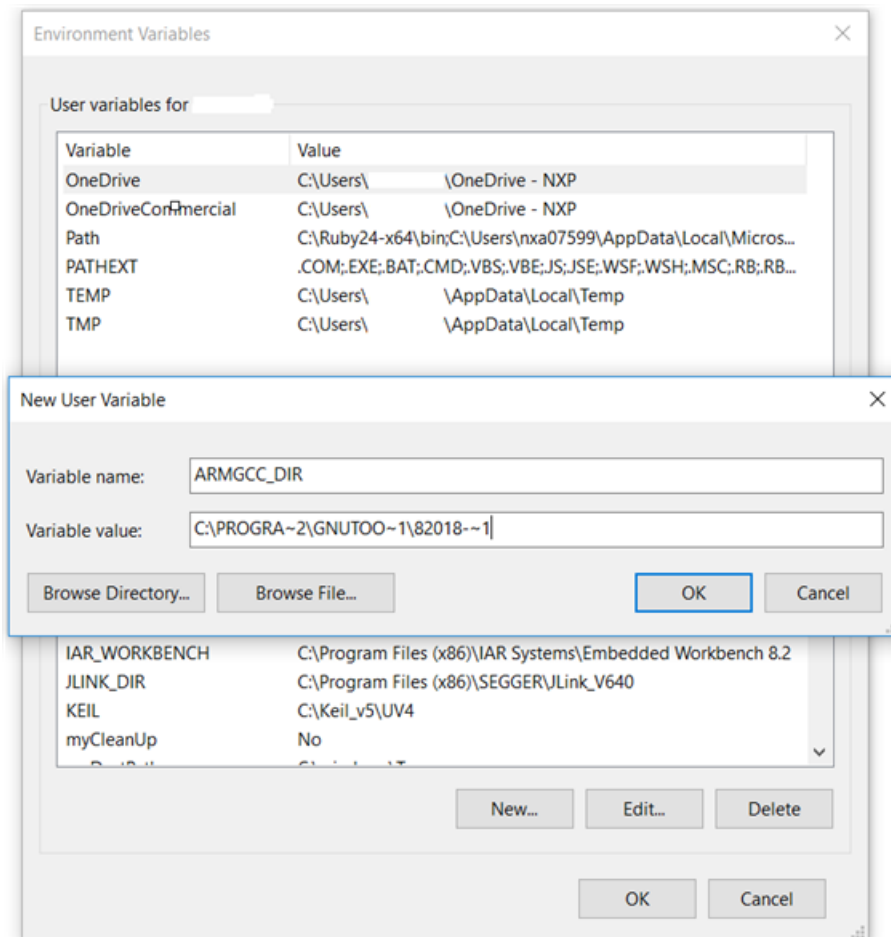 Environment Variables
User variables for
Variable Value
OneDrive C:\Users\ \OneDrive - NXP
OneDriveCommercial C:\Users\ \OneDrive - NXP
Path C:\Ruby24-x64\bin;C:\Users\nxa07599\AppData\Local\Micros...
PATHEXT .COM;.EXE;.BAT;.CMD;.VBS;.VBE;.JS;.JSE;.WSF;.WSH;.MSC;.RB;.RB...
TEMP C:\Users\ \AppData\Local\Temp
TMP C:\Users\ \AppData\Local\Temp
New User Variable
Variable name: ARMGCC_DIR
Variable value: C:\PROGRA~2\GNUTOO~1\82018-~1
Browse Directory... Browse File... OK Cancel
IAR_WORKBENCH C:\Program Files (x86)\IAR Systems\Embedded Workbench 8.2
JLINK_DIR C:\Program Files (x86)\SEGGER\JLink_V640
KEIL C:\Keil_v5\UV4
myCleanUp No
New... Edit... Delete
OK Cancel